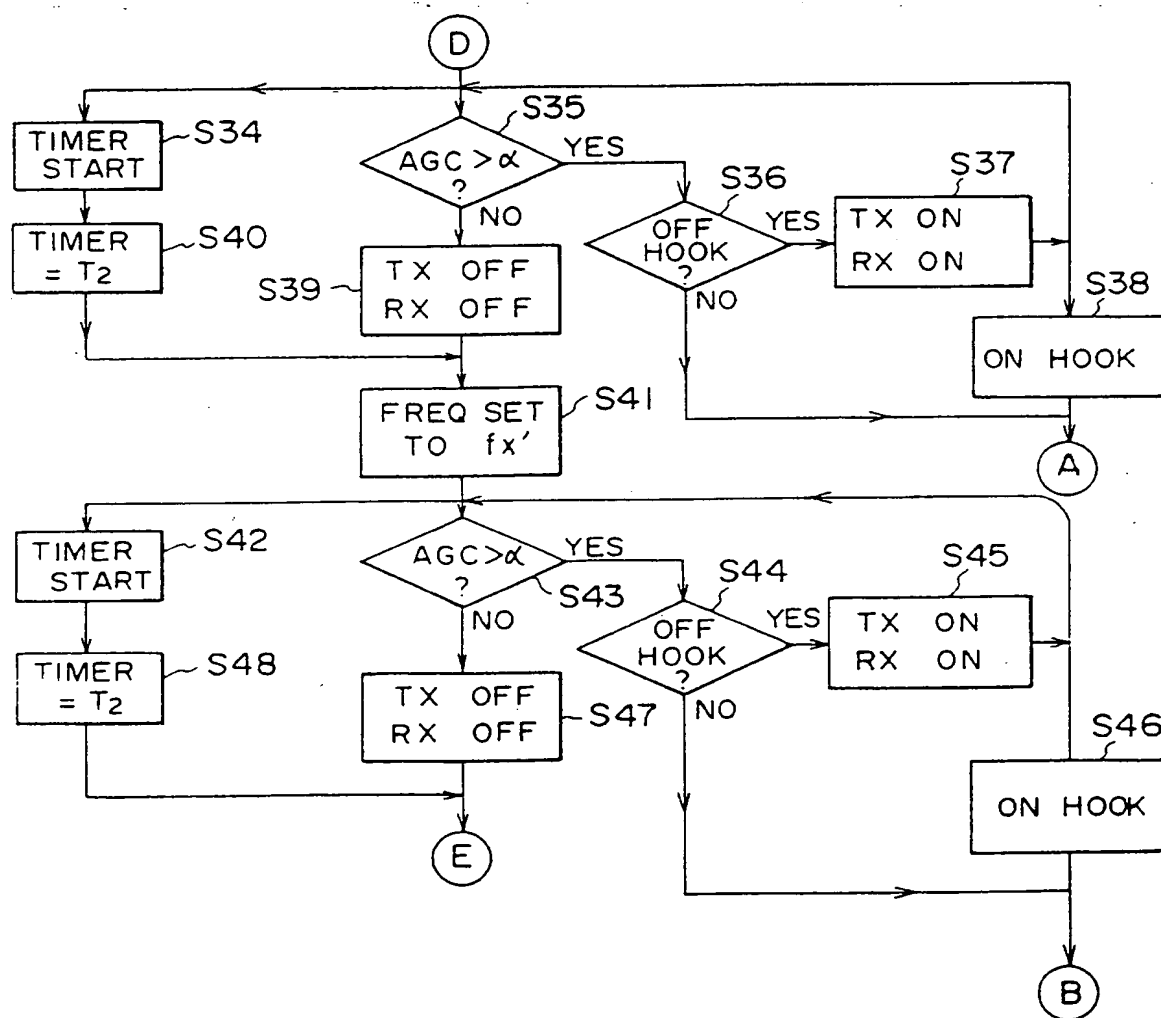 D
S34
TIMER
START
S35
AGC>α
?
YES
NO
S36
OFF
HOOK
?
YES
NO
S37
TX ON
RX ON
S40
TIMER
= T2
S39
TX OFF
RX OFF
S38
ON HOOK
S41
FREQ SET
TO fx'
A
S42
TIMER
START
AGC>α
?
YES
S43
NO
S44
OFF
HOOK
?
YES
NO
S45
TX ON
RX ON
S48
TIMER
= T2
TX OFF
RX OFF
S47
S46
ON HOOK
E
B